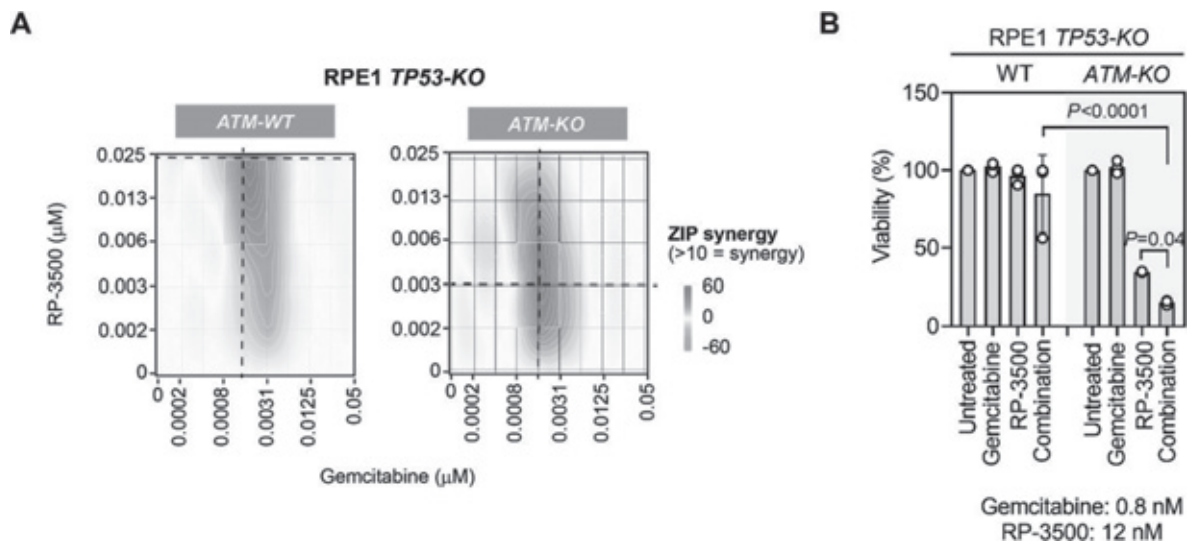 A
RPE1 TP53-KO
ATM-WT
ATM-KO
RP-3500 (μM)
0.025
0.013
0.006
0.003
0.002
0
0
0.0002
0.0008
0.0031
0.0125
0.05
0.025
0.013
0.006
0.003
0.002
0
0
0.0002
0.0008
0.0031
0.0125
0.05
Gemcitabine (μM)
ZIP synergy
(>10 = synergy)
60
0
-60
B
RPE1 TP53-KO
WT ATM-KO
Viability (%)
150
100
50
0
P<0.0001
P=0.04
Untreated
Gemcitabine
RP-3500
Combination
Untreated
Gemcitabine
RP-3500
Combination
Gemcitabine: 0.8 nM
RP-3500: 12 nM